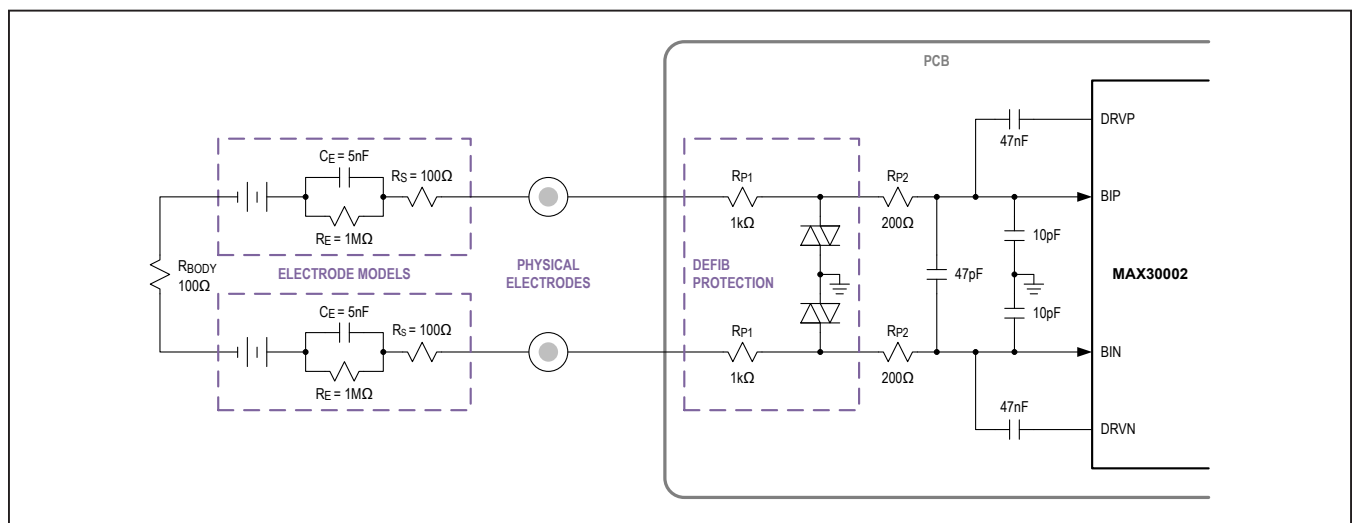 PCB
DRVP
47nF
CE = 5nF
RS = 100Ω
RP1
RP2
BIP
1kΩ
200Ω
10pF
RE = 1MΩ
RBODY
100Ω
ELECTRODE MODELS
PHYSICAL
ELECTRODES
DEFIB
PROTECTION
47pF
MAX30002
CE = 5nF
RS = 100Ω
RP1
RP2
10pF
BIN
RE = 1MΩ
1kΩ
200Ω
47nF
DRVN